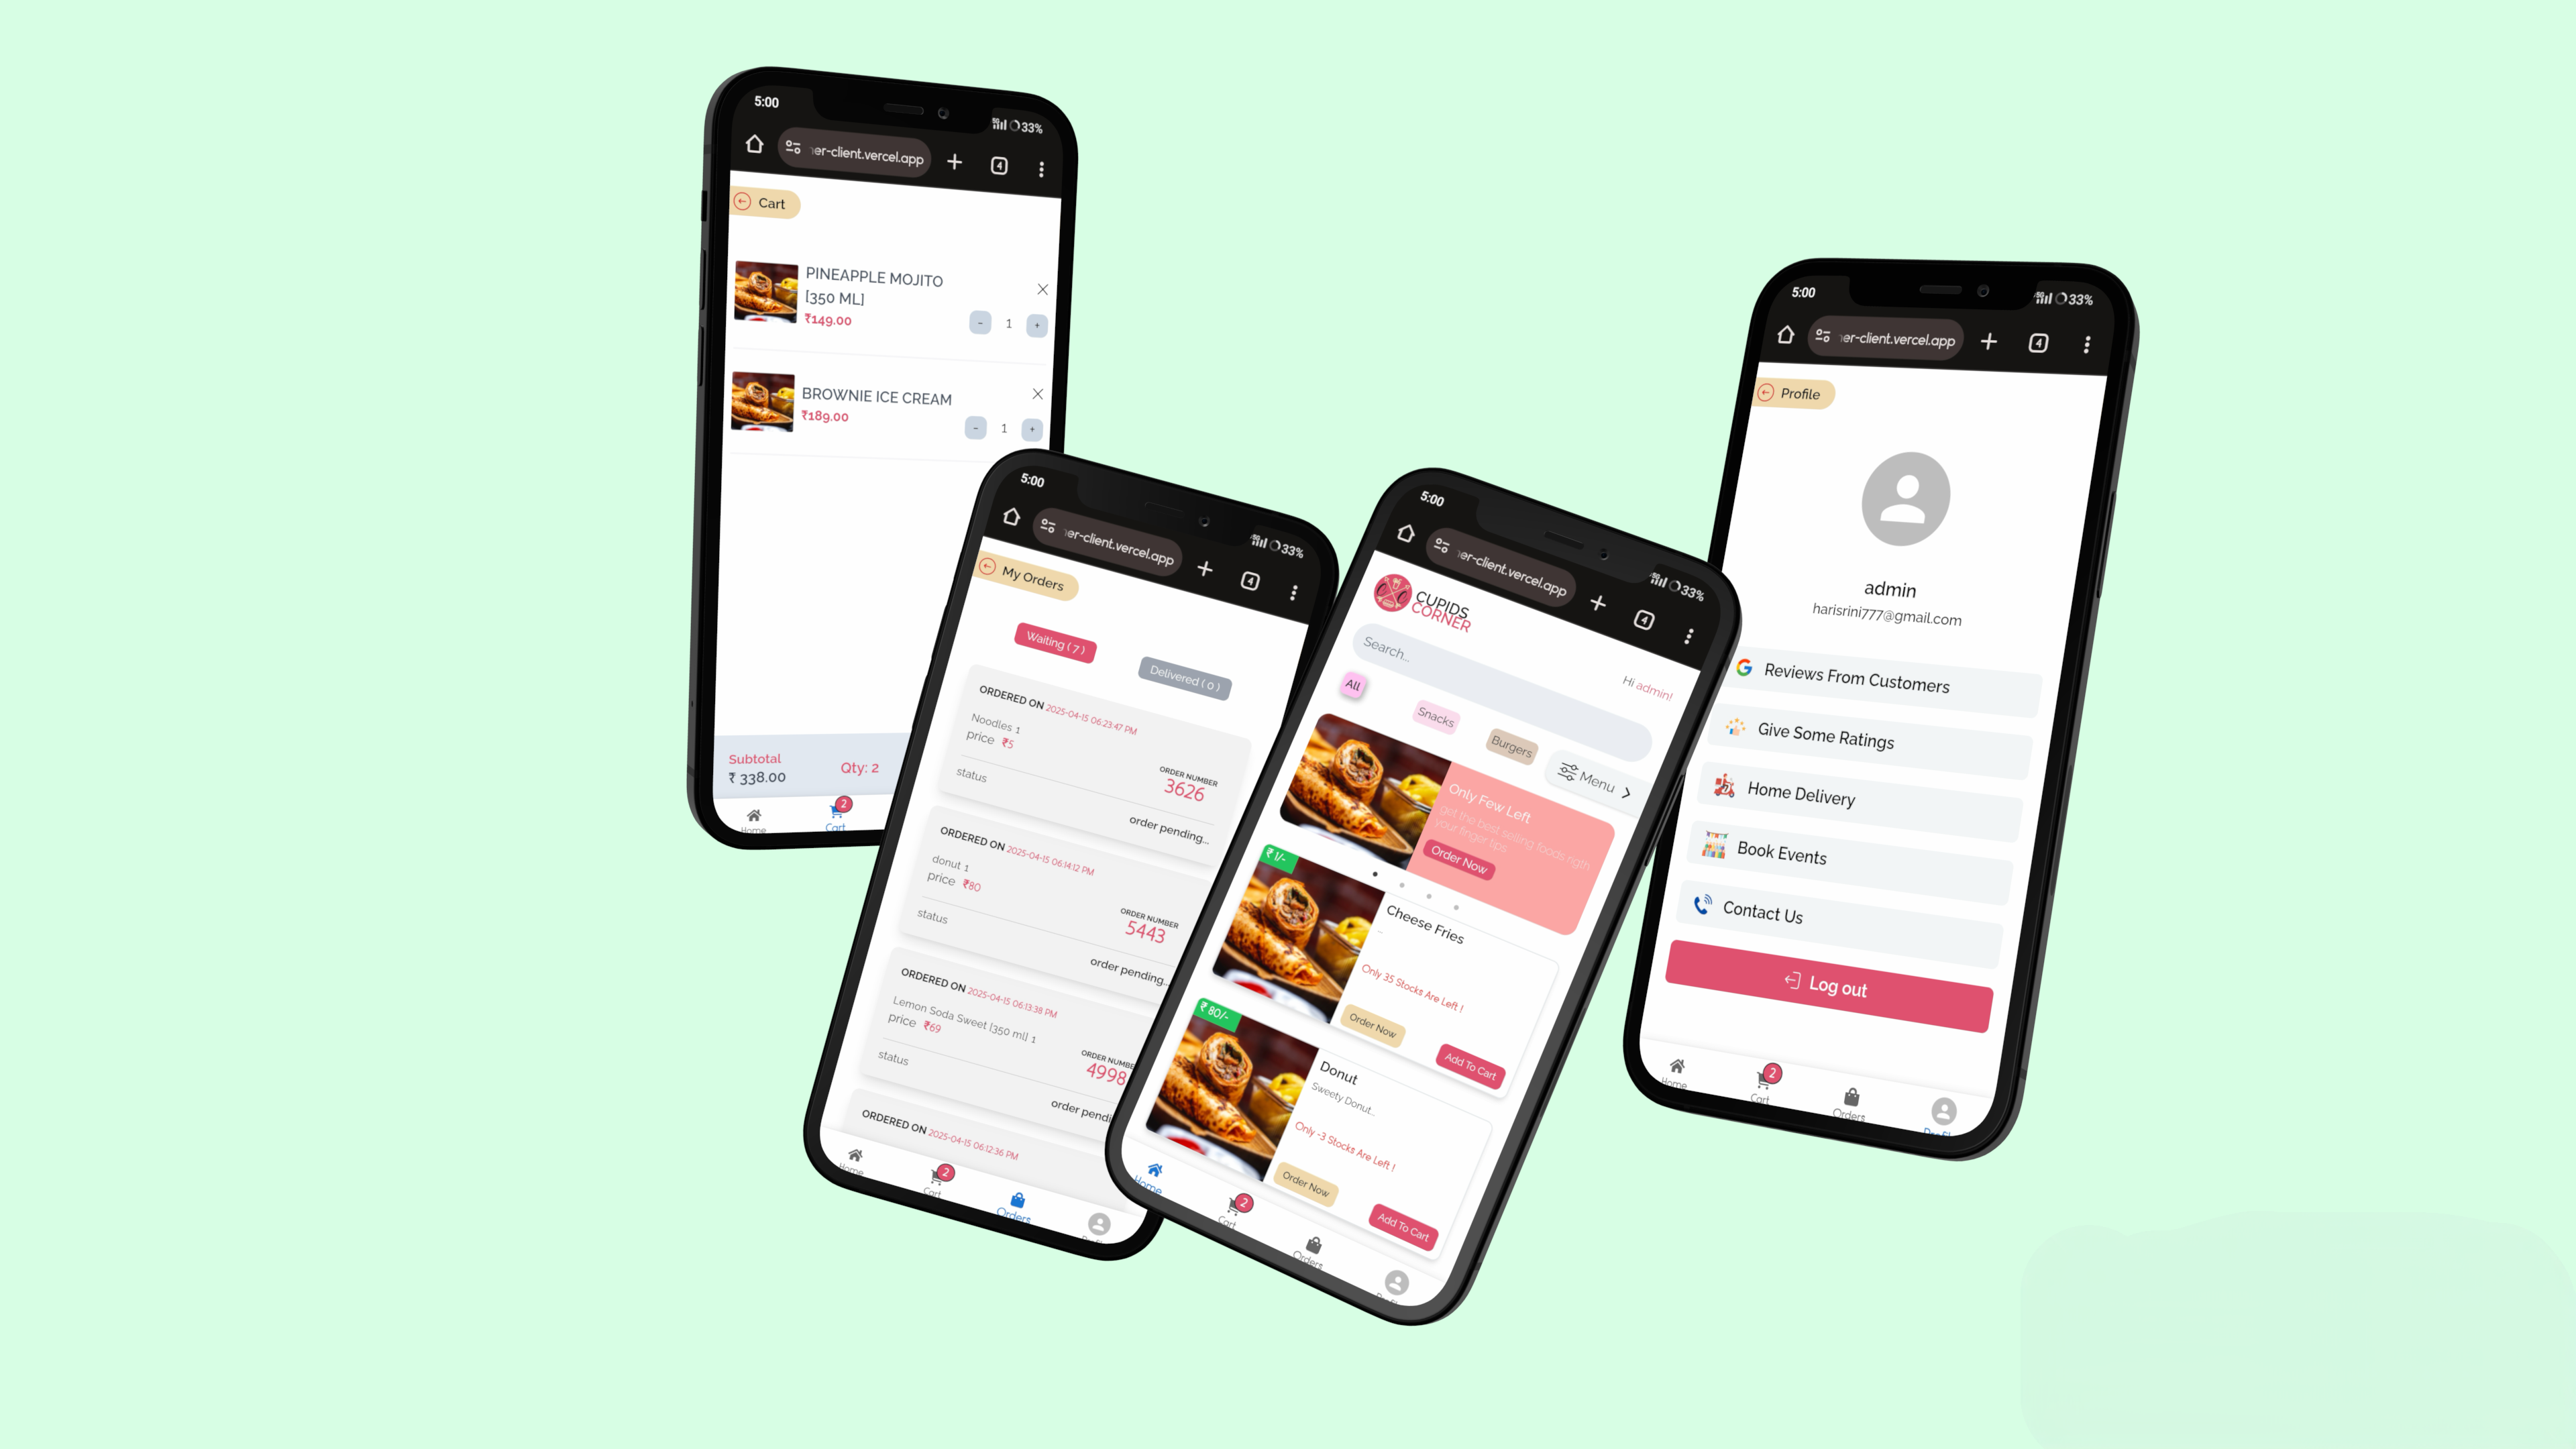 5:00
5G 33%
er-client.vercel.app
4
Cart
PINEAPPLE MOJITO
[350 ML]
₹149.00
- 1 +
BROWNIE ICE CREAM
₹189.00
- 1 +
Subtotal
₹ 338.00
Qty: 2
2
Home
Cart
5:00
5G 33%
er-client.vercel.app
4
My Orders
Waiting ( 7 )
Delivered ( 0 )
ORDERED ON 2025-04-15 06:23:47 PM
Noodles 1
price ₹5
ORDER NUMBER
3626
status
order pending...
ORDERED ON 2025-04-15 06:14:12 PM
donut 1
price ₹80
ORDER NUMBER
5443
status
order pending...
ORDERED ON 2025-04-15 06:13:38 PM
Lemon Soda Sweet [350 ml] 1
price ₹69
ORDER NUMBE
4998
status
order pendi
ORDERED ON 2025-04-15 06:12:36 PM
2
Home
Cart
Orders
5:00
5G 33%
er-client.vercel.app
4
CUPIDS
CORNER
Search...
Hi admin!
All
Snacks
Burgers
Menu
Only Few Left
get the best selling foods rigth
your finger tips
Order Now
₹ 1/-
Cheese Fries
..
Only 35 Stocks Are Left !
Order Now
Add To Cart
₹ 80/-
Donut
Sweety Donut...
Only -3 Stocks Are Left !
Order Now
Add To Cart
2
Home
Cart
Orders
5:00
5G 33%
er-client.vercel.app
4
Profile
admin
harisrini777@gmail.com
Reviews From Customers
Give Some Ratings
Home Delivery
Book Events
Contact Us
Log out
2
Home
Cart
Orders
Profil